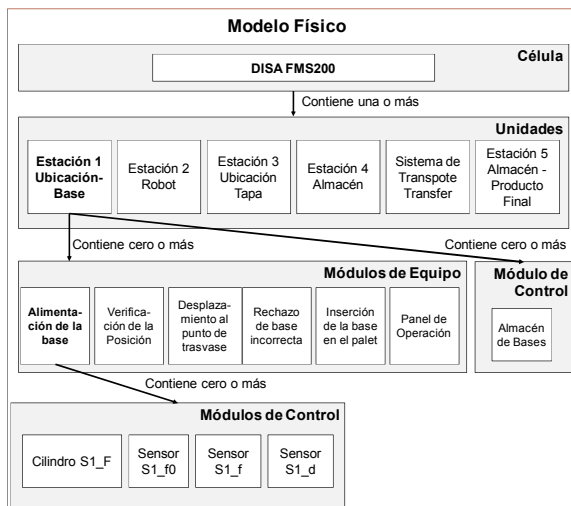 Modelo Físico
Célula
DISA FMS200
Contiene una o más
Unidades
Estación 1
Ubicación-
Base
Estación 2
Robot
Estación 3
Ubicación
Tapa
Estación 4
Almacén
Sistema de
Transpote
Transfer
Estación 5
Almacén -
Producto
Final
Contiene cero o más
Contiene cero o más
Módulos de Equipo
Alimenta-
ción de la
base
Verifica-
ción de la
Posición
Desplaza-
miento al
punto de
trasvase
Rechazo
de base
incorrecta
Inserción
de la base
en el palet
Panel de
Operación
Módulo de
Control
Almacén
de Bases
Contiene cero o más
Módulos de Control
Cilindro S1_F
Sensor
S1_f0
Sensor
S1_f
Sensor
S1_d